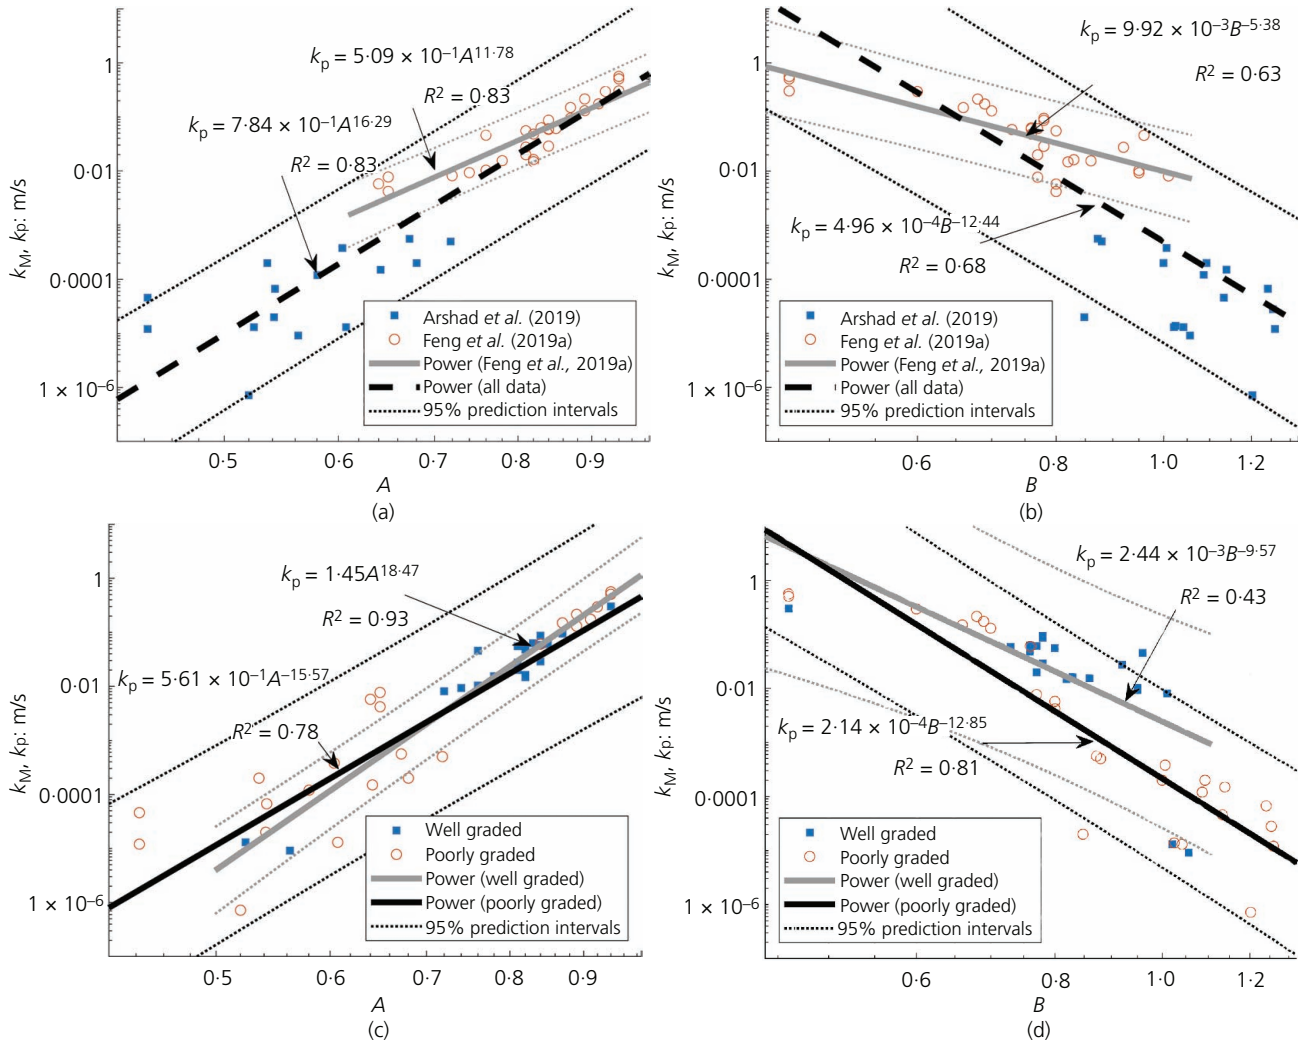 kp = 5·09 × 10–1A11·78
R2 = 0·83
kp = 7·84 × 10–1A16·29
R2 = 0·83
1
0·01
0·0001
1 × 10–6
kM, kp: m/s
Arshad et al. (2019)
Feng et al. (2019a)
Power (Feng et al., 2019a)
Power (all data)
95% prediction intervals
0·5 0·6 0·7 0·8 0·9
A
(a)
kp = 9·92 × 10–3B–5·38
R2 = 0·63
kp = 4·96 × 10–4B–12·44
R2 = 0·68
1
0·01
0·0001
1 × 10–6
kM, kp: m/s
Arshad et al. (2019)
Feng et al. (2019a)
Power (Feng et al., 2019a)
Power (all data)
95% prediction intervals
0·6 0·8 1·0 1·2
B
(b)
kp = 1·45A18·47
R2 = 0·93
kp = 5·61 × 10–1A–15·57
R2 = 0·78
1
0·01
0·0001
1 × 10–6
kM, kp: m/s
Well graded
Poorly graded
Power (well graded)
Power (poorly graded)
95% prediction intervals
0·5 0·6 0·7 0·8 0·9
A
(c)
kp = 2·44 × 10–3B–9·57
R2 = 0·43
kp = 2·14 × 10–4B–12·85
R2 = 0·81
1
0·01
0·0001
1 × 10–6
kM, kp: m/s
Well graded
Poorly graded
Power (well graded)
Power (poorly graded)
95% prediction intervals
0·6 0·8 1·0 1·2
B
(d)